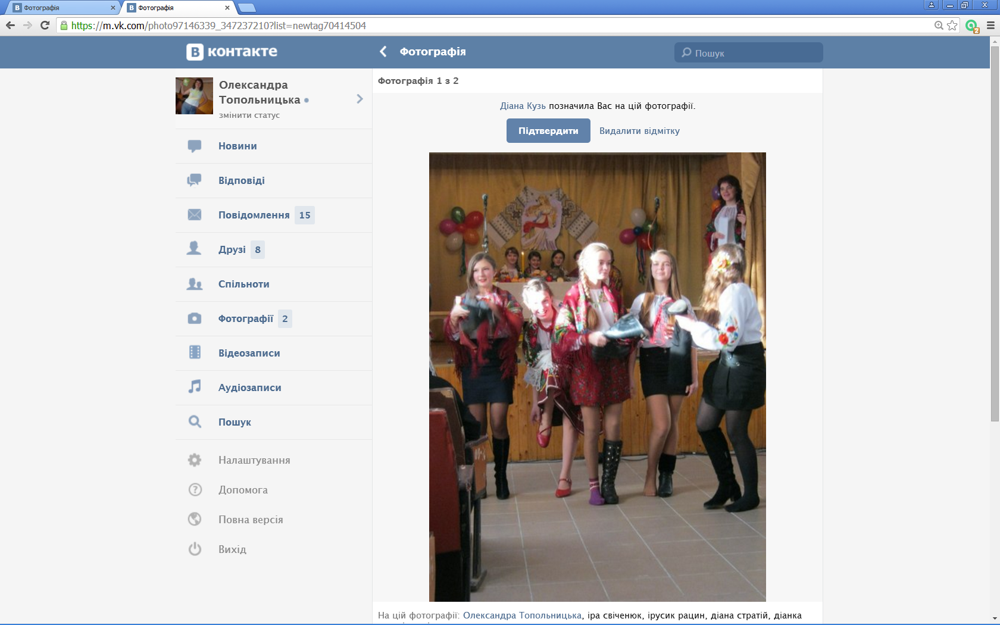 Фотографія
Фотографія
https://m.vk.com/photo97146339_347237210?list=newtag70414504
2
В контакте
Фотографія
Пошук
Олександра
Топольницька
змінити статус
Новини
Відповіді
Повідомлення 15
Друзі 8
Спільноти
Фотографії 2
Відеозаписи
Аудіозаписи
Пошук
Налаштування
Допомога
Повна версія
Вихід
Фотографія 1 з 2
Діана Кузь позначила Вас на цій фотографії.
Підтвердити Видалити відмітку
На цій фотографії: Олександра Топольницька, іра свіченюк, ірусик рацин, діана стратій, діанка